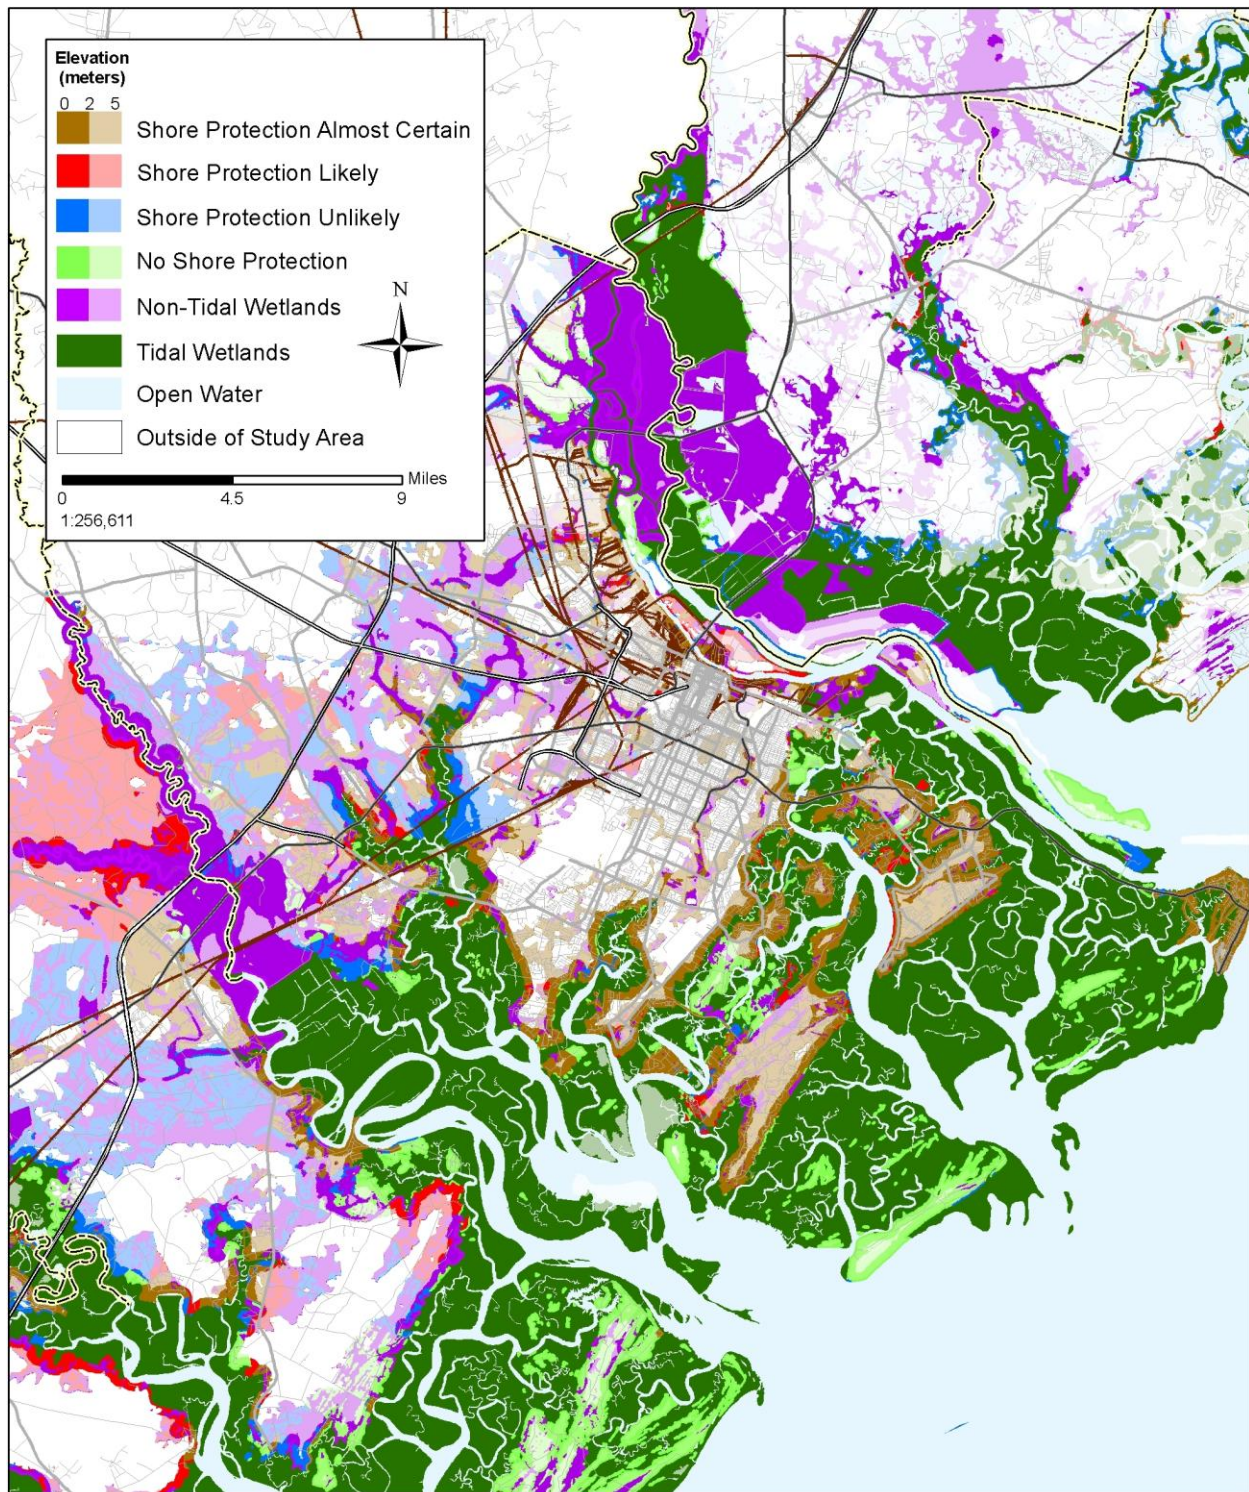 Elevation
(meters)
0 2 5
Shore Protection Almost Certain
Shore Protection Likely
Shore Protection Unlikely
No Shore Protection
Non-Tidal Wetlands
N
Tidal Wetlands
Open Water
Outside of Study Area
Miles
0 4.5 9
1:256,611